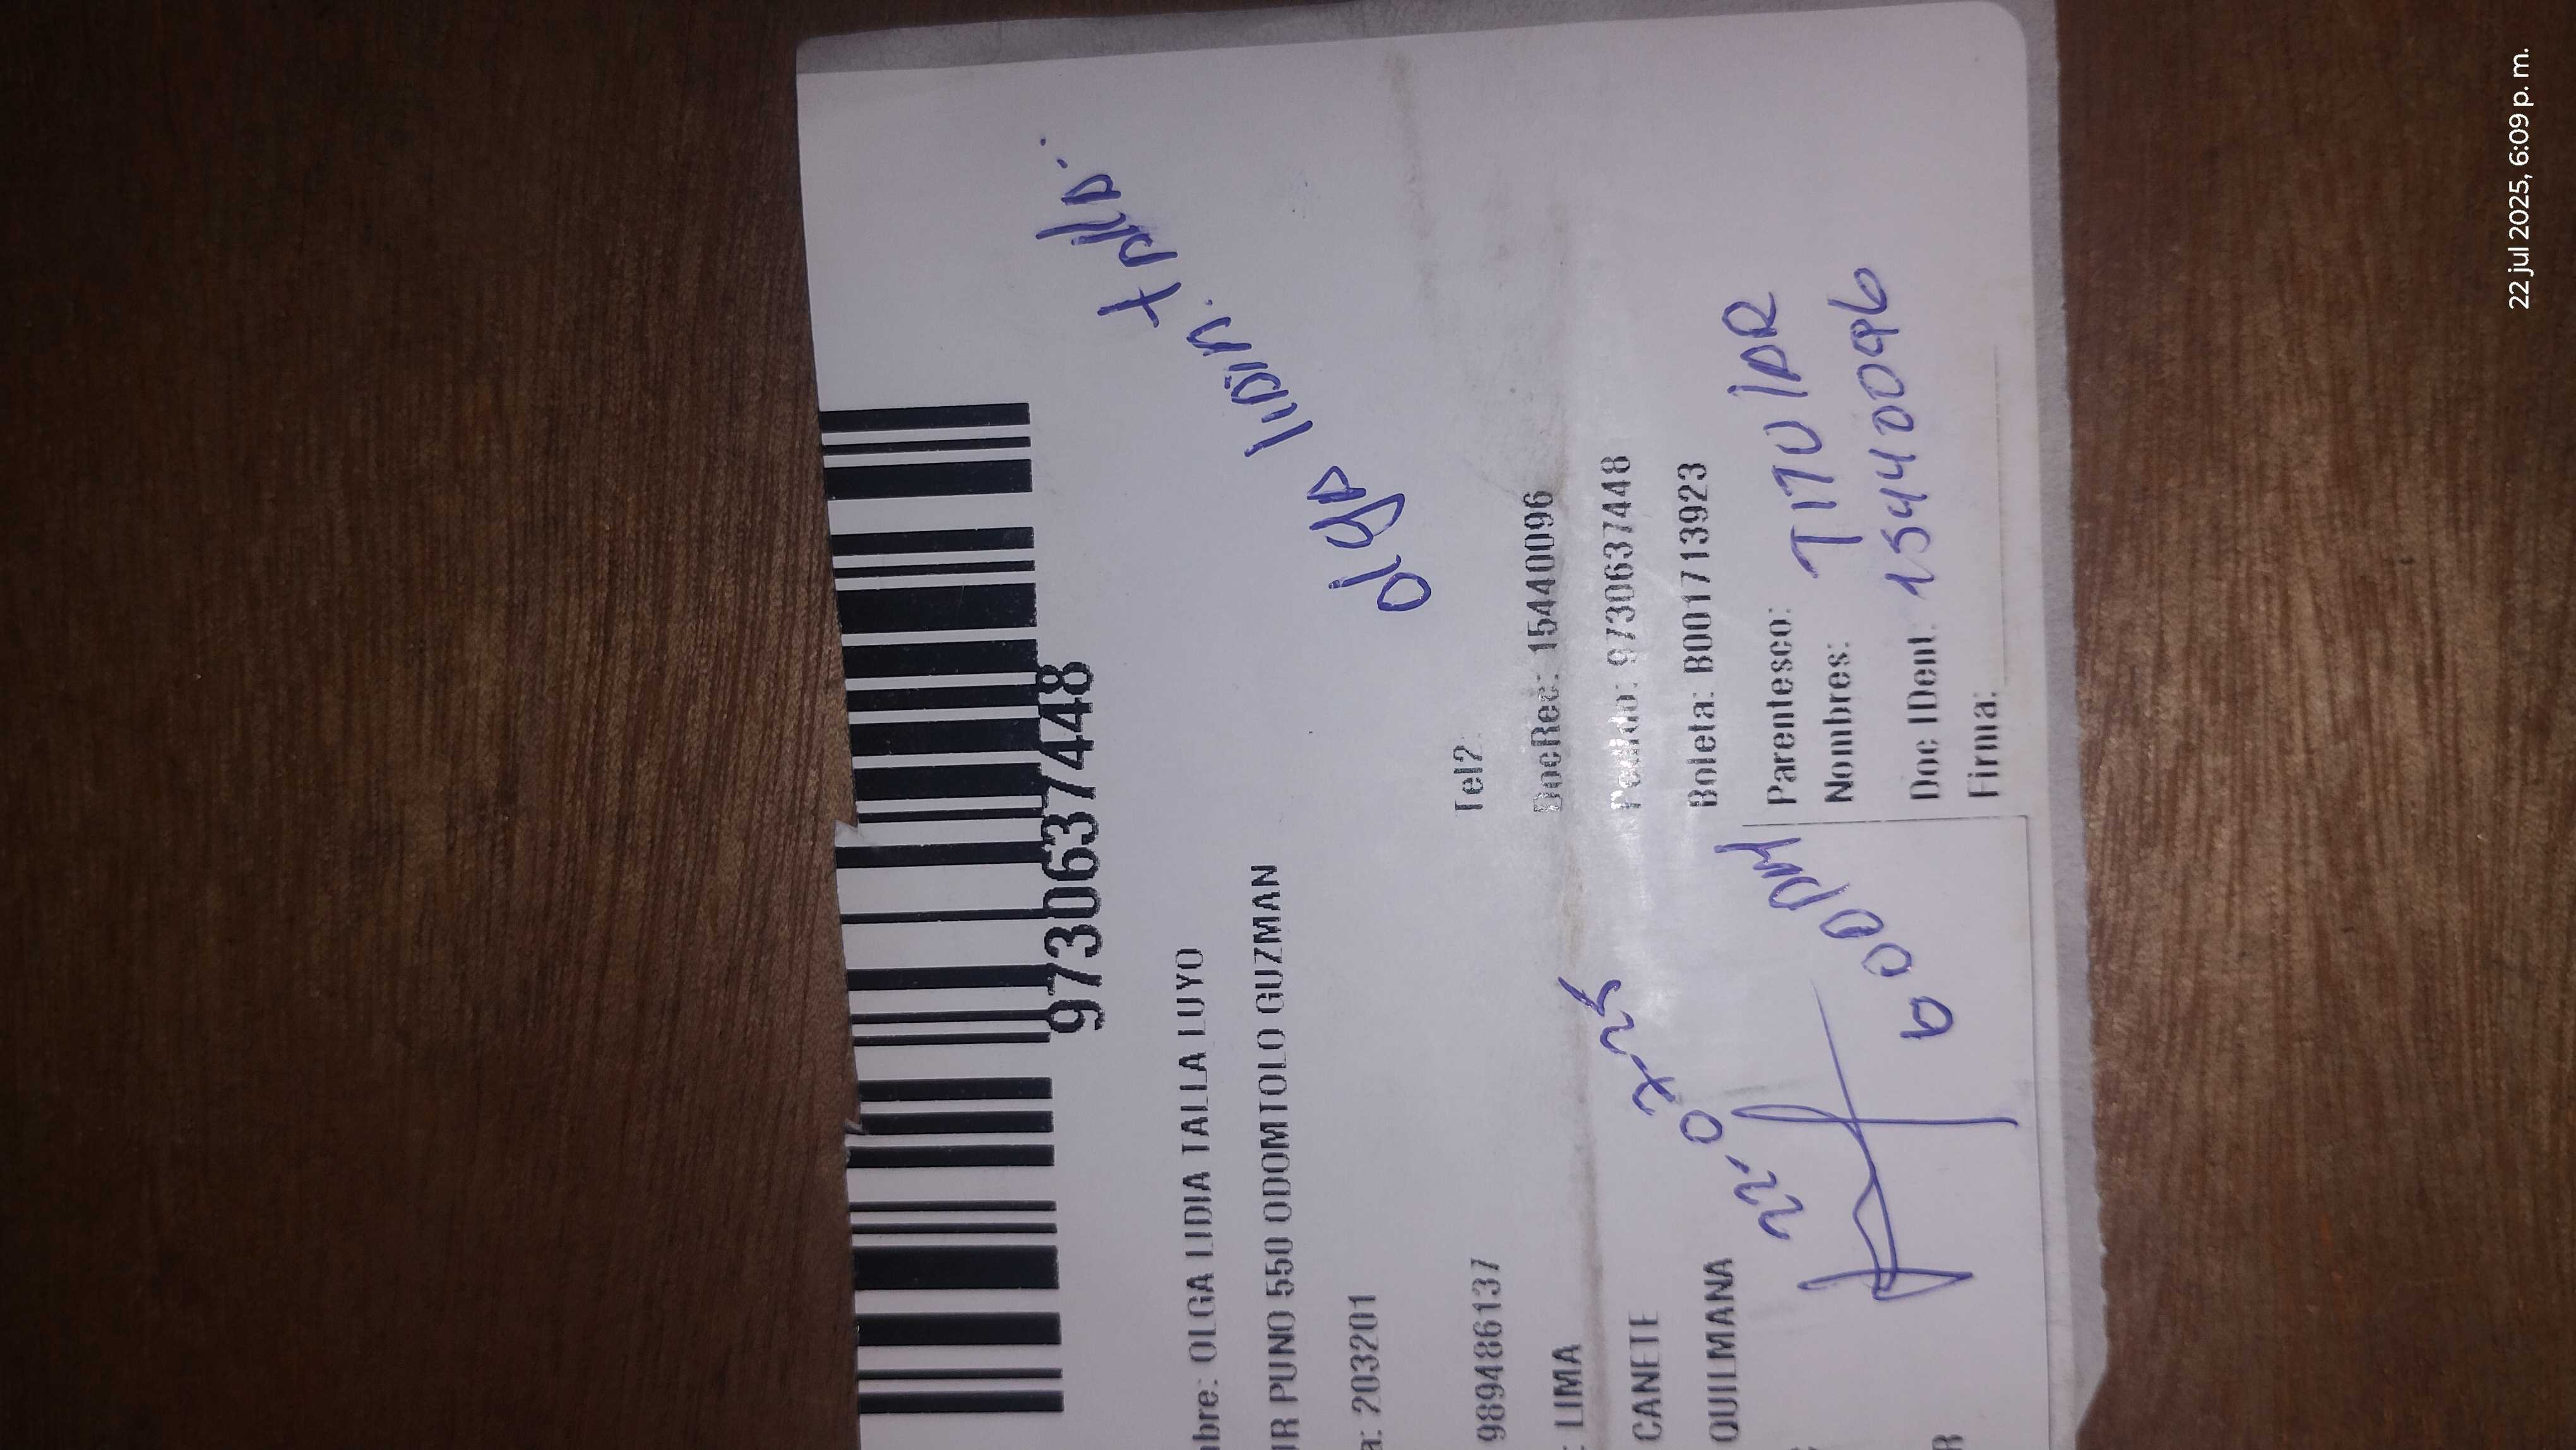 9730637448
bre: OLGA LIDIA TALLA LUYO
Olga lidia. talla..
JR PUNO 550 ODOMTOLO GUZMAN
a: 203201
989486137
Tel2:
: LIMA
DocRec: 15440096
CANETE
22-07-25
Pedido: 9730637448
QUILMANA
Boleta: B001713923
600PM
Parentesco: TITULAR
Nombres:
Doc IDent: 15440096
Firma:
R
22 jul 2025, 6:09 p. m.